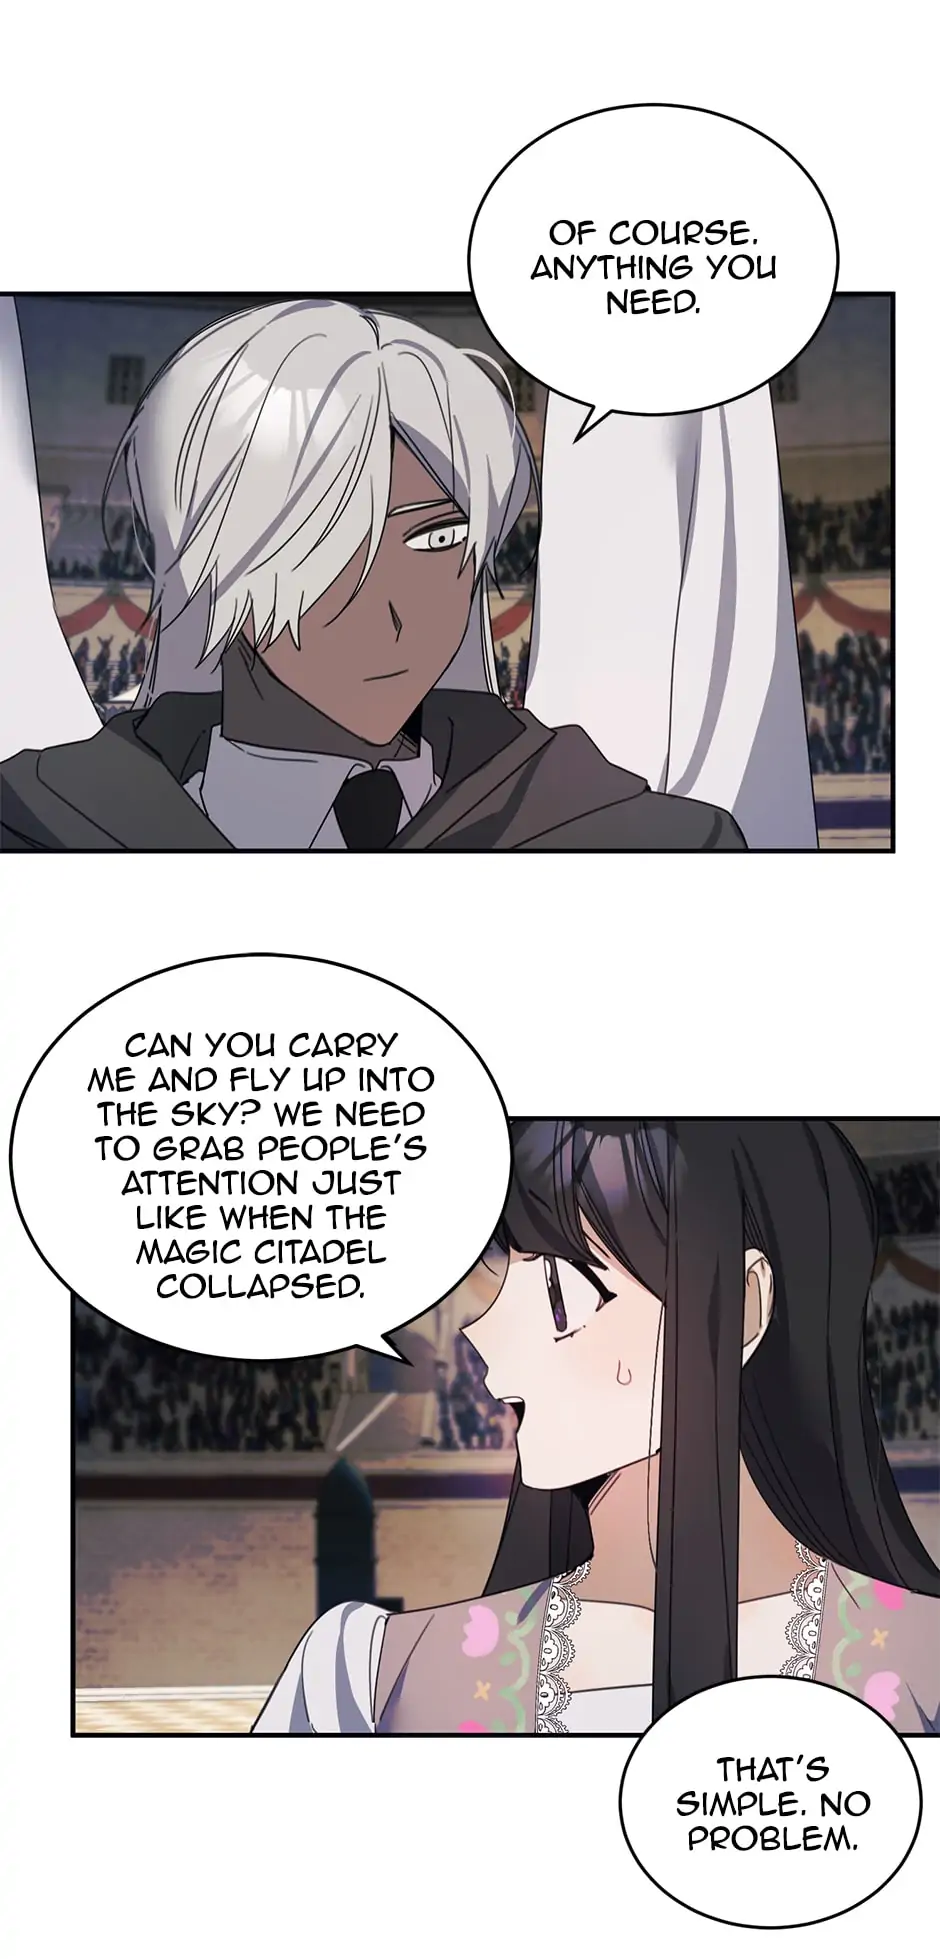 OF COURSE.
ANYTHING YOU
NEED.
CAN YOU CARRY
ME AND FLY UP INTO
THE SKY? WE NEED
TO GRAB PEOPLE'S
ATTENTION JUST
LIKE WHEN THE
MAGIC CITADEL
COLLAPSED.
THAT'S
SIMPLE. NO
PROBLEM.